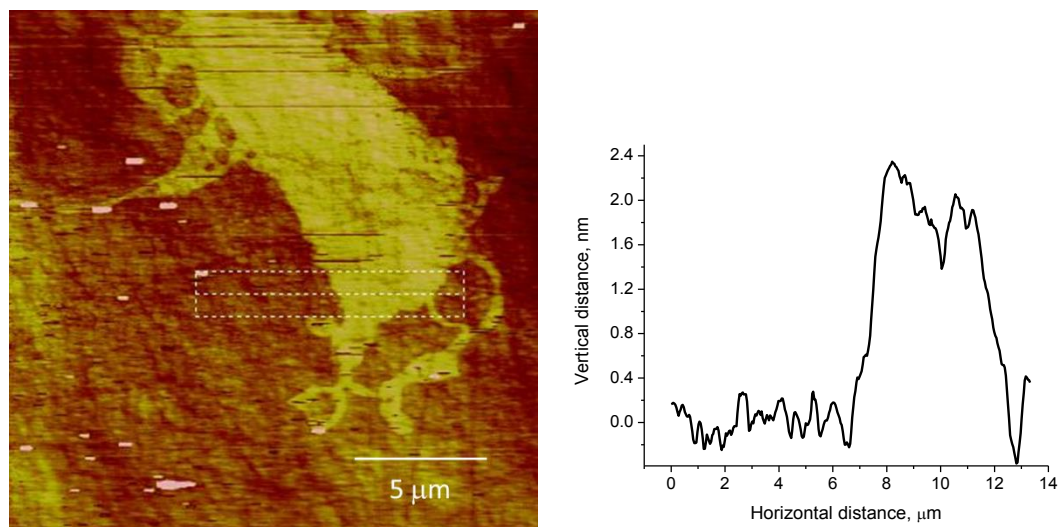 5 μm
2.4
2.0
1.6
1.2
0.8
0.4
0.0
Vertical distance, nm
0 2 4 6 8 10 12 14
Horizontal distance, μm